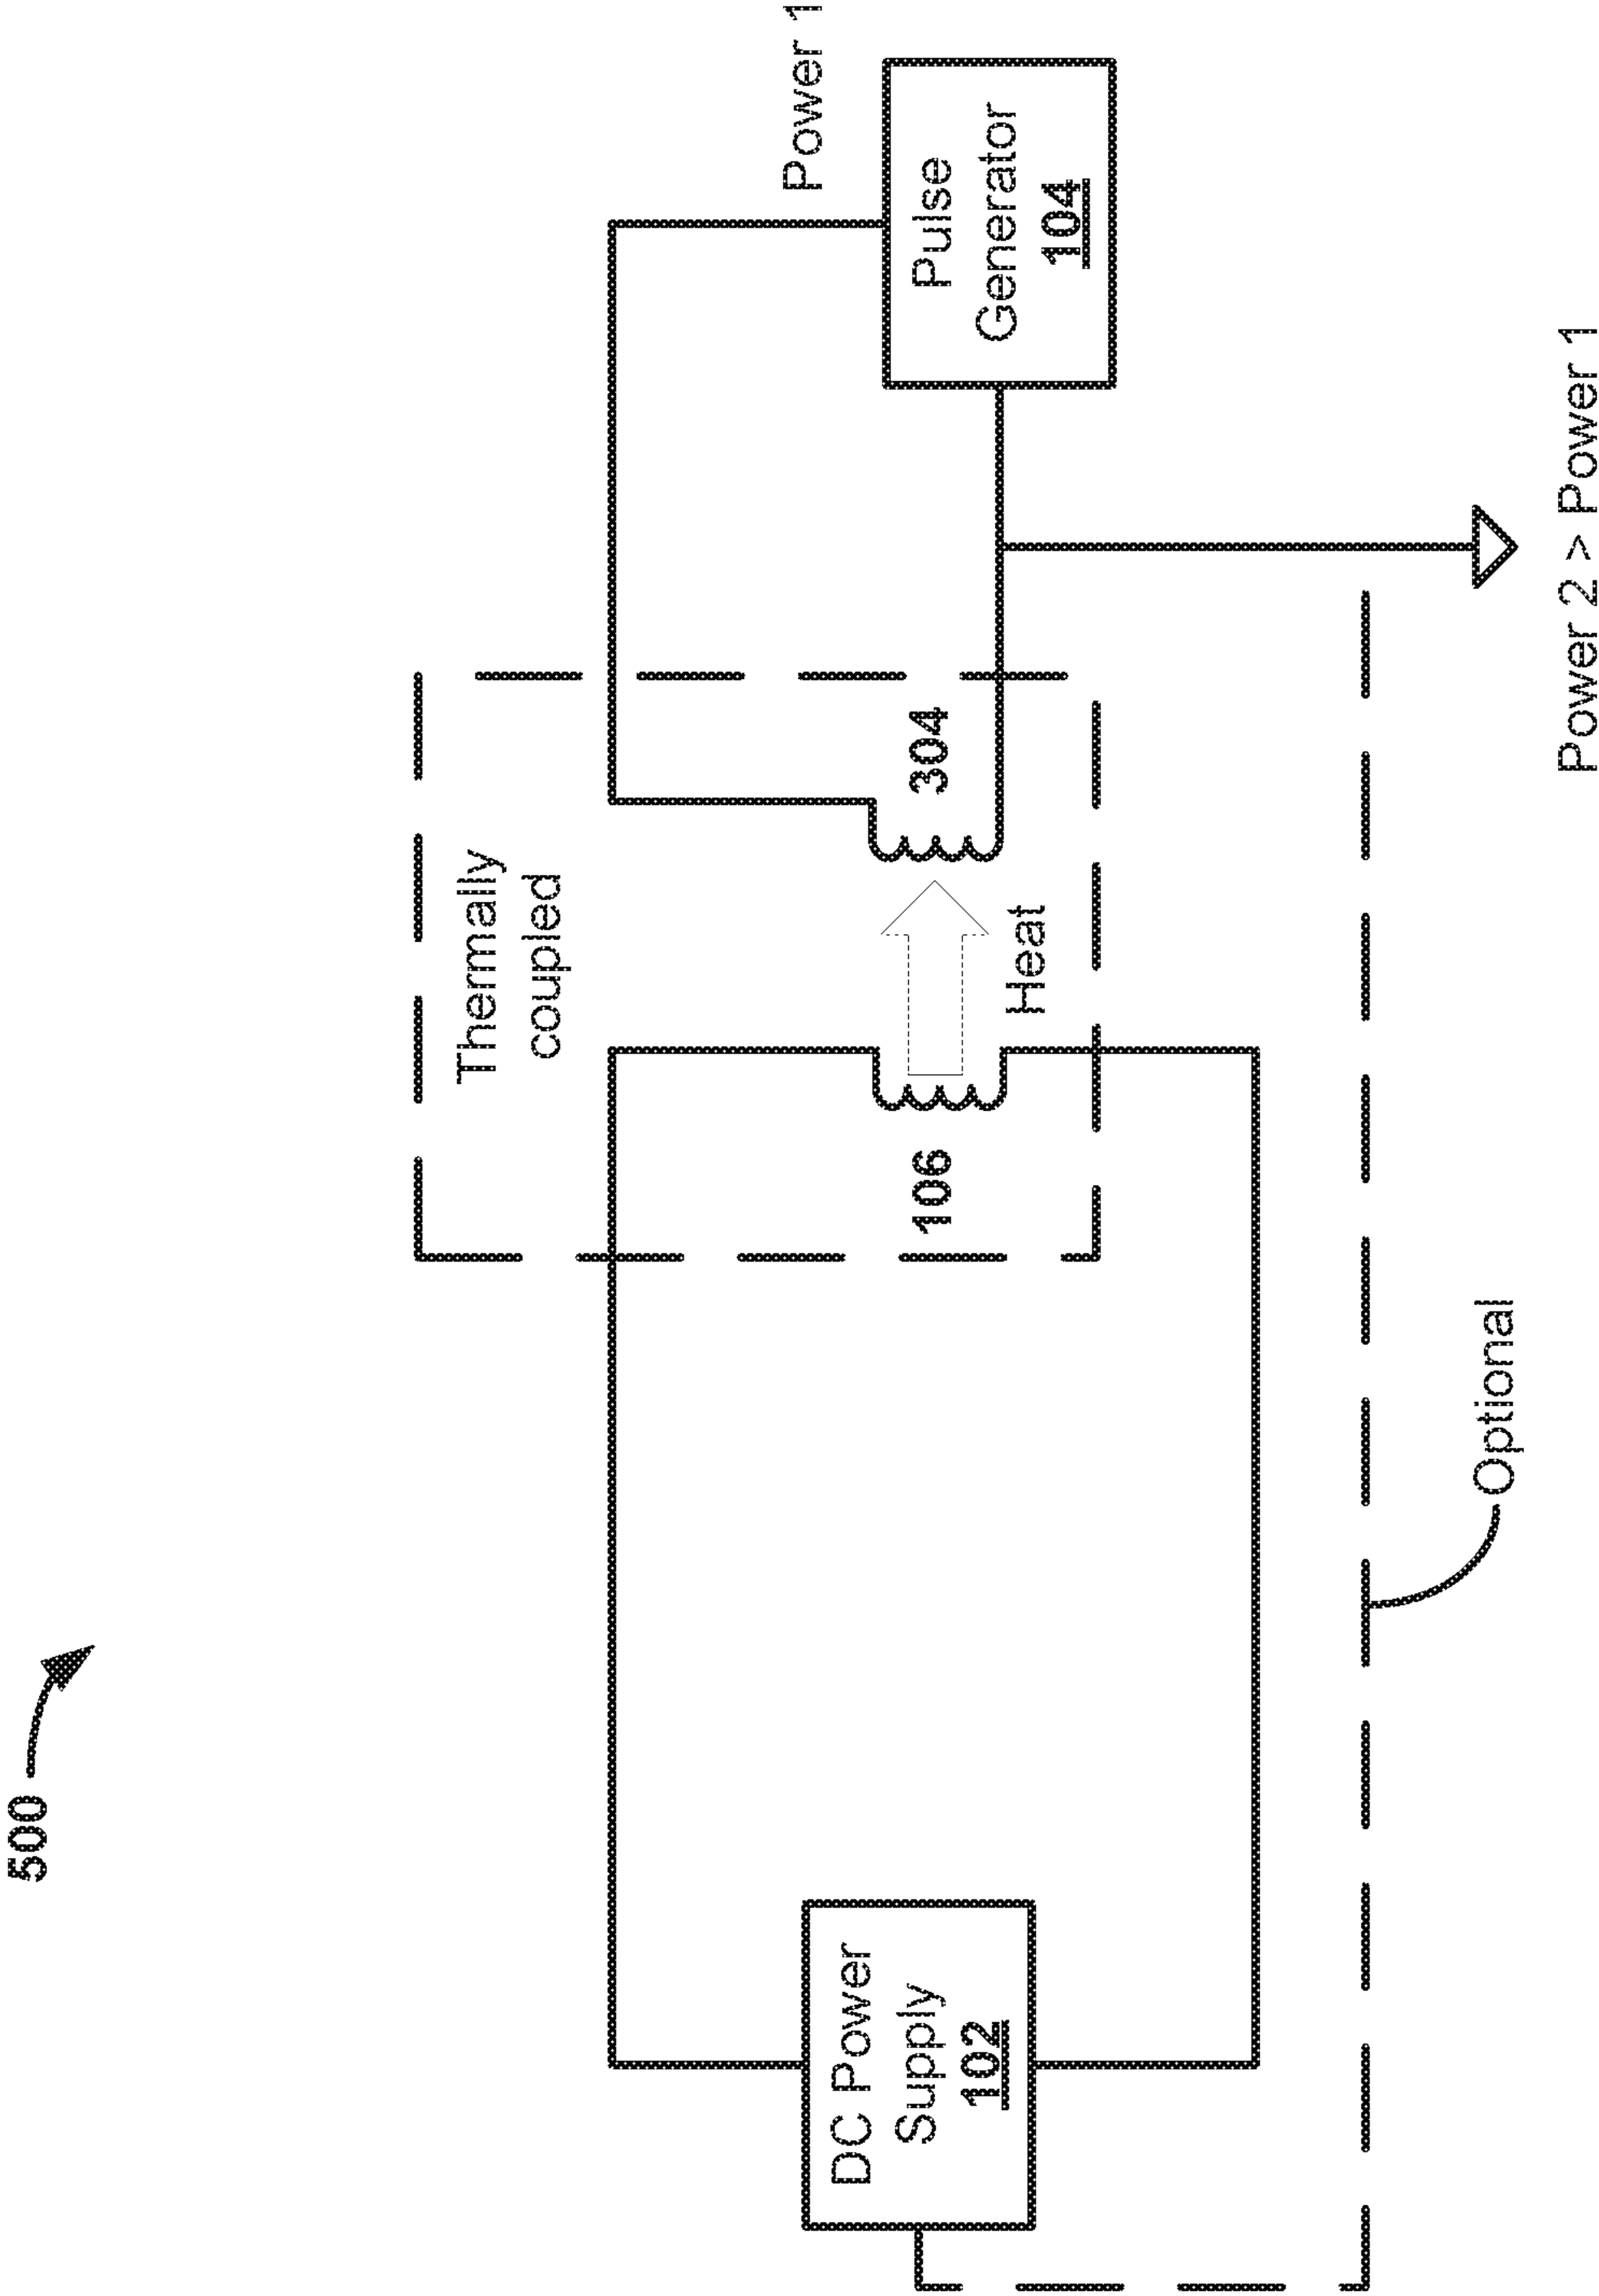 500
Thermally
coupled
Power 1
DC Power
Supply
102
106
304
Pulse
Generator
104
Heat
Optional
Power 2 > Power 1